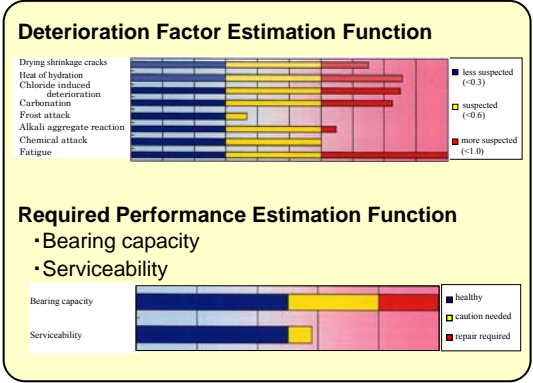 Deterioration Factor Estimation Function
Drying shrinkage cracks
Heat of hydration
Chloride induced
deterioration
Carbonation
Frost attack
Alkali aggregate reaction
Chemical attack
Fatigue
less suspected
(<0.3)
suspected
(<0.6)
more suspected
(<1.0)
Required Performance Estimation Function
・Bearing capacity
・Serviceability
Bearing capacity
Serviceability
healthy
caution needed
repair required